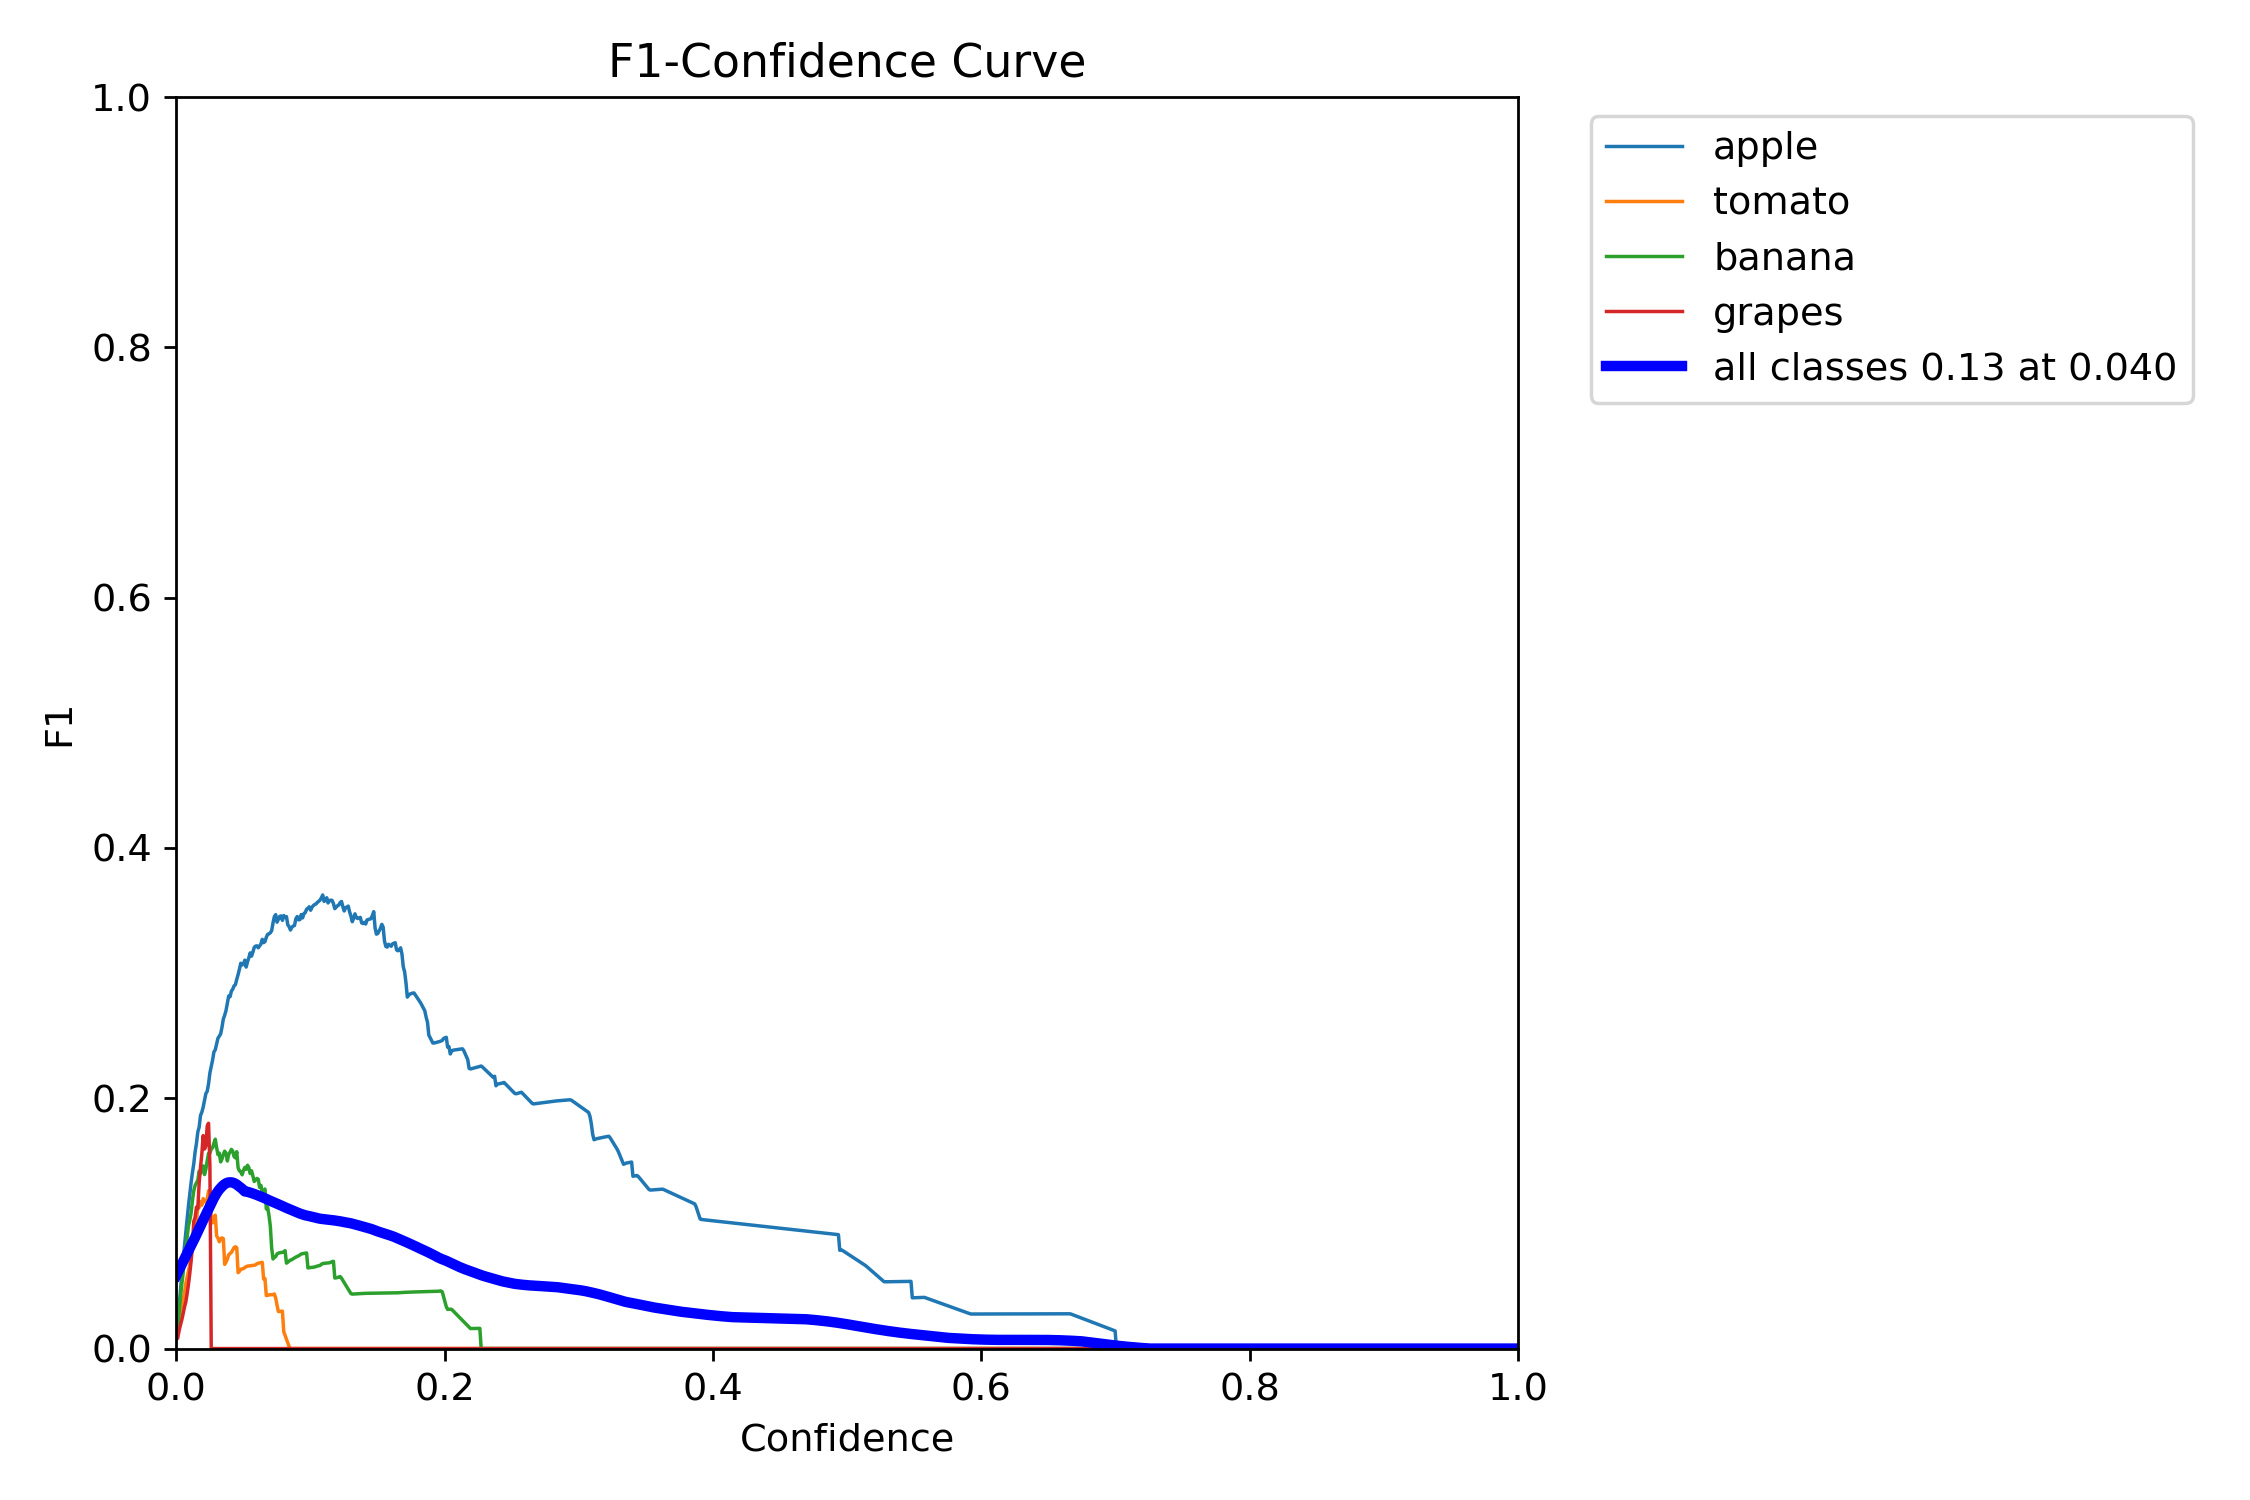 F1-Confidence Curve
1.0
0.8
0.6
0.4
0.2
0.0
F1
0.0 0.2 0.4 0.6 0.8 1.0
Confidence
apple
tomato
banana
grapes
all classes 0.13 at 0.040